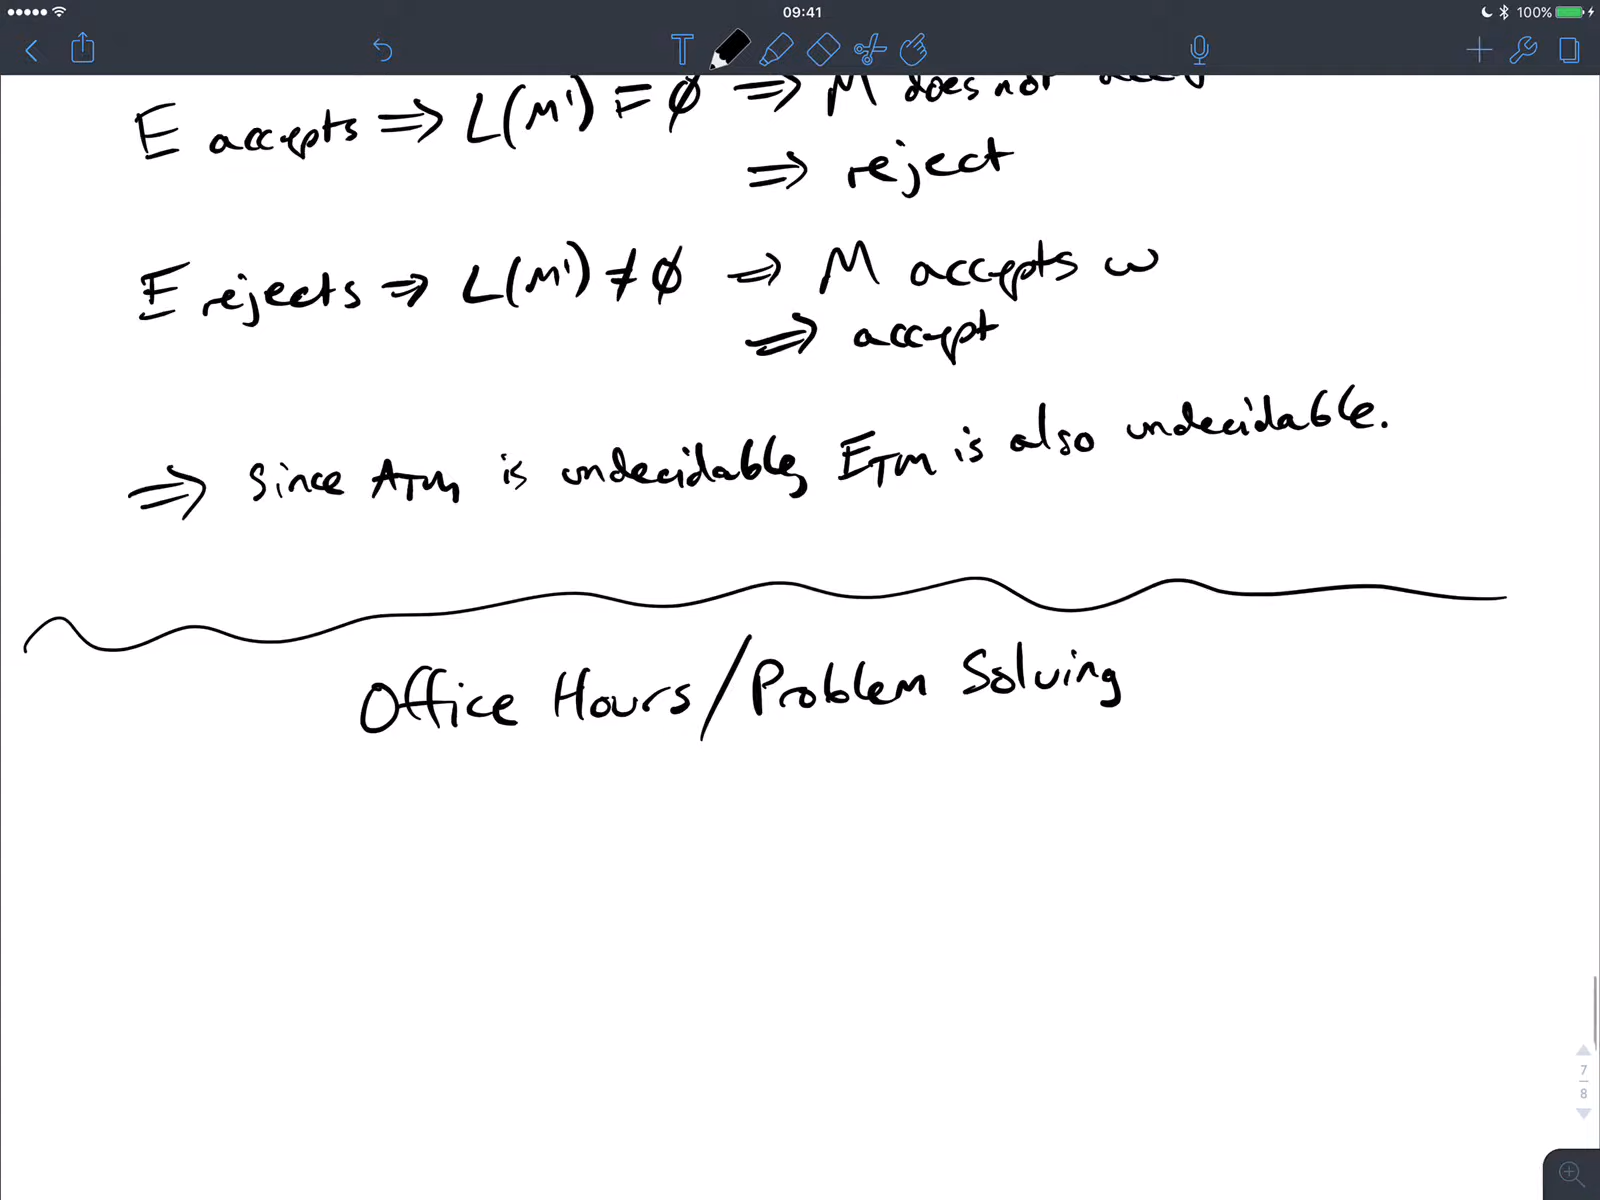 09:41
100%
T
E accepts ⇒ L(M') = ∅ ⇒ M does not
⇒ reject
E rejects ⇒ L(M') ≠ ∅ ⇒ M accepts w
⇒ accept
⇒ Since ATM is undecidable, ETM is also undecidable.
Office Hours/Problem Solving
7
8